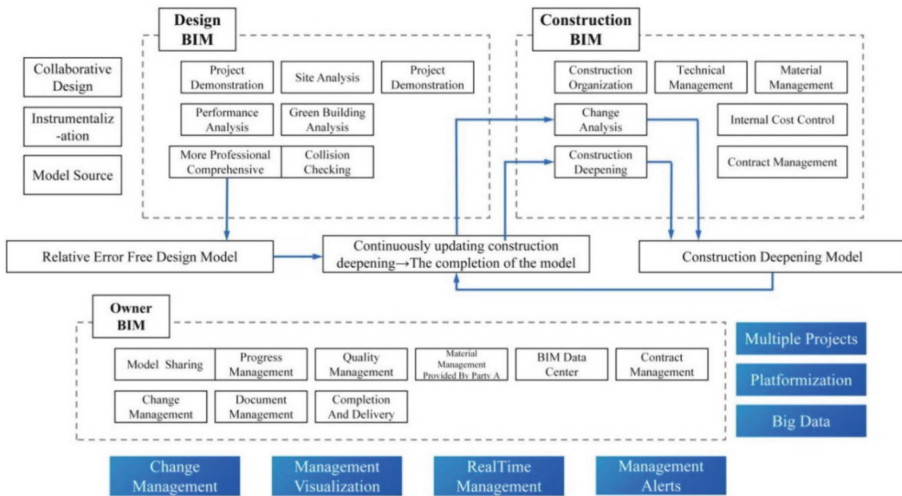 Design
BIM
Construction
BIM
Collaborative
Design
Instrumentaliz
-ation
Model Source
Project
Demonstration
Site Analysis
Project
Demonstration
Performance
Analysis
Green Building
Analysis
More Professional
Comprehensive
Collision
Checking
Construction
Organization
Technical
Management
Material
Management
Change
Analysis
Internal Cost Control
Construction
Deepening
Contract Management
Relative Error Free Design Model
Continuously updating construction
deepening→The completion of the model
Construction Deepening Model
Owner
BIM
Model Sharing
Progress
Management
Quality
Management
Material
Management
Provided By Party A
BIM Data
Center
Contract
Management
Change
Management
Document
Management
Completion
And Delivery
Multiple Projects
Platformization
Big Data
Change
Management
Management
Visualization
RealTime
Management
Management
Alerts